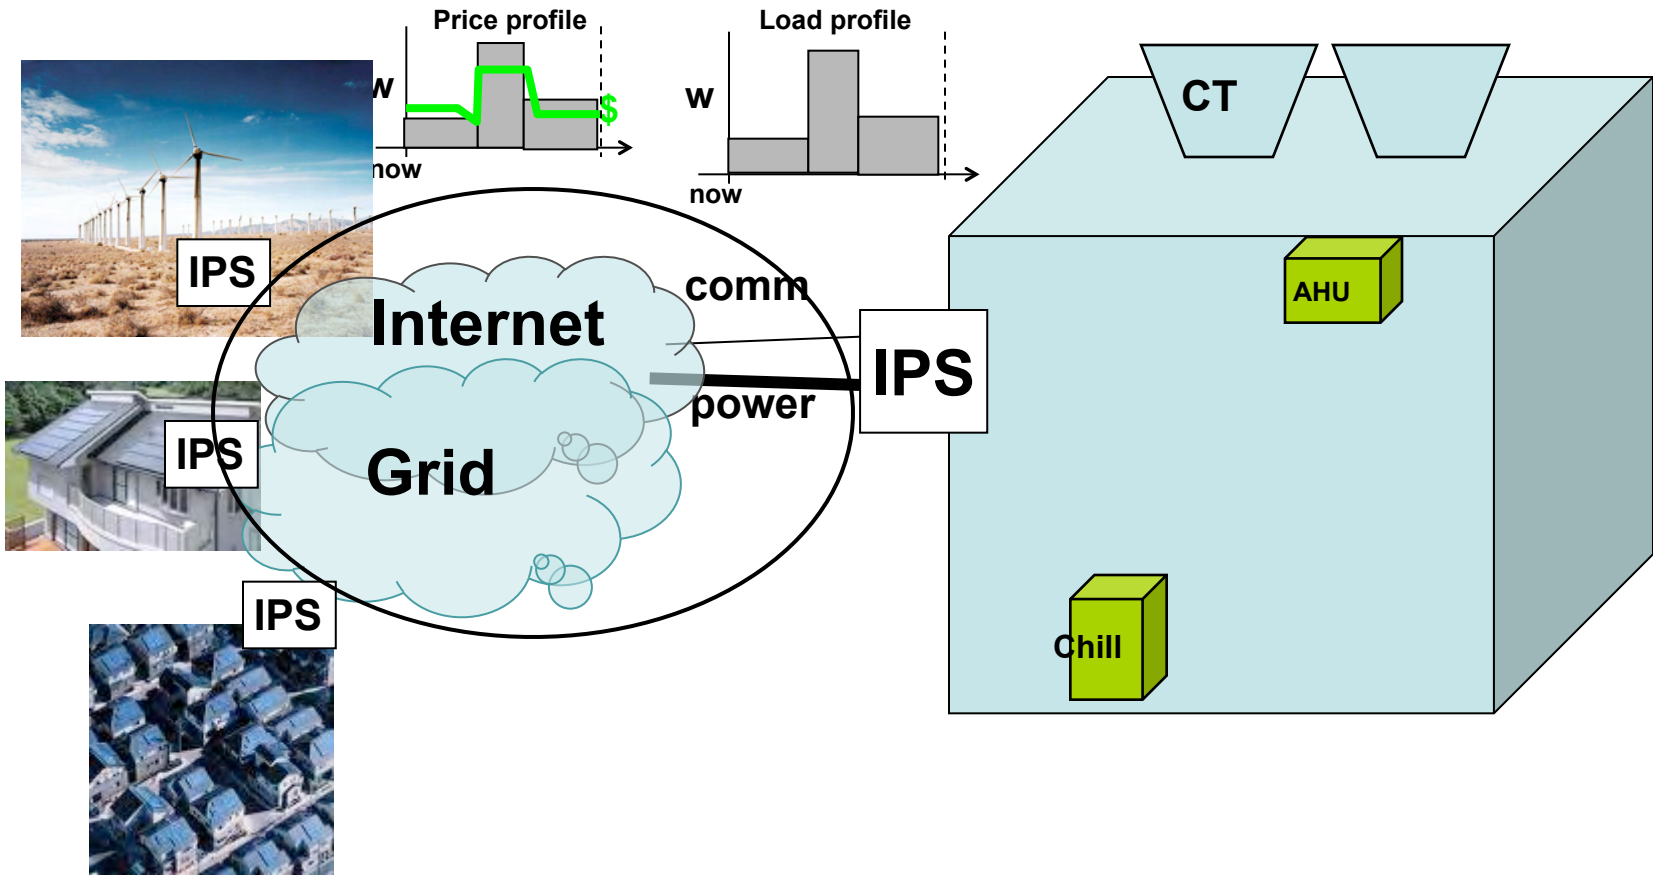 Price profile
Load profile
w
$
now
w
now
CT
IPS
AHU
comm
Internet
IPS
power
IPS
Grid
IPS
Chill